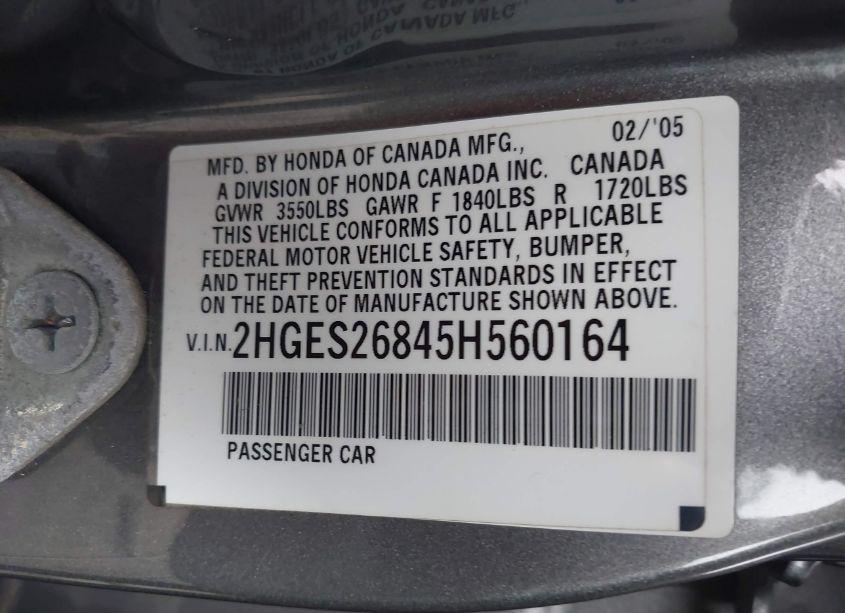 02/'05
MFD. BY HONDA OF CANADA MFG.,
A DIVISION OF HONDA CANADA INC. CANADA
GVWR 3550LBS GAWR F 1840LBS R 1720LBS
THIS VEHICLE CONFORMS TO ALL APPLICABLE
FEDERAL MOTOR VEHICLE SAFETY, BUMPER,
AND THEFT PREVENTION STANDARDS IN EFFECT
ON THE DATE OF MANUFACTURE SHOWN ABOVE.
V.I.N. 2HGES26845H560164
PASSENGER CAR